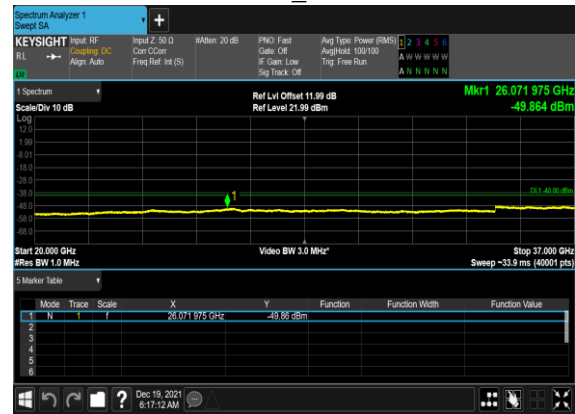 Spectrum Analyzer 1
Swept SA
+
KEYSIGHT Input: RF Input Z: 50 Ω #Atten: 20 dB PNO: Fast Avg Type: Power (RMS) 1 2 3 4 5 6
RL Coupling: DC Corr CCorr Gate: Off Avg|Hold: 100/100 A W W W W W
Align: Auto Freq Ref: Int (S) IF Gain: Low Trig: Free Run
LXI Sig Track: Off A N N N N N
1 Spectrum Ref Lvl Offset 11.99 dB Mkr1 26.071 975 GHz
Scale/Div 10 dB Ref Level 21.99 dBm -49.864 dBm
Log
12.0
1.99
-8.01
-18.0
-28.0
-38.0 DL1 -40.00 dBm
1
-48.0
-58.0
-68.0
Start 20.000 GHz Video BW 3.0 MHz* Stop 37.000 GHz
#Res BW 1.0 MHz Sweep ~33.9 ms (40001 pts)
5 Marker Table
Mode Trace Scale X Y Function Function Width Function Value
1 N 1 f 26.071 975 GHz -49.86 dBm
2
3
4
5
6
? Dec 19, 2021
6:17:12 AM